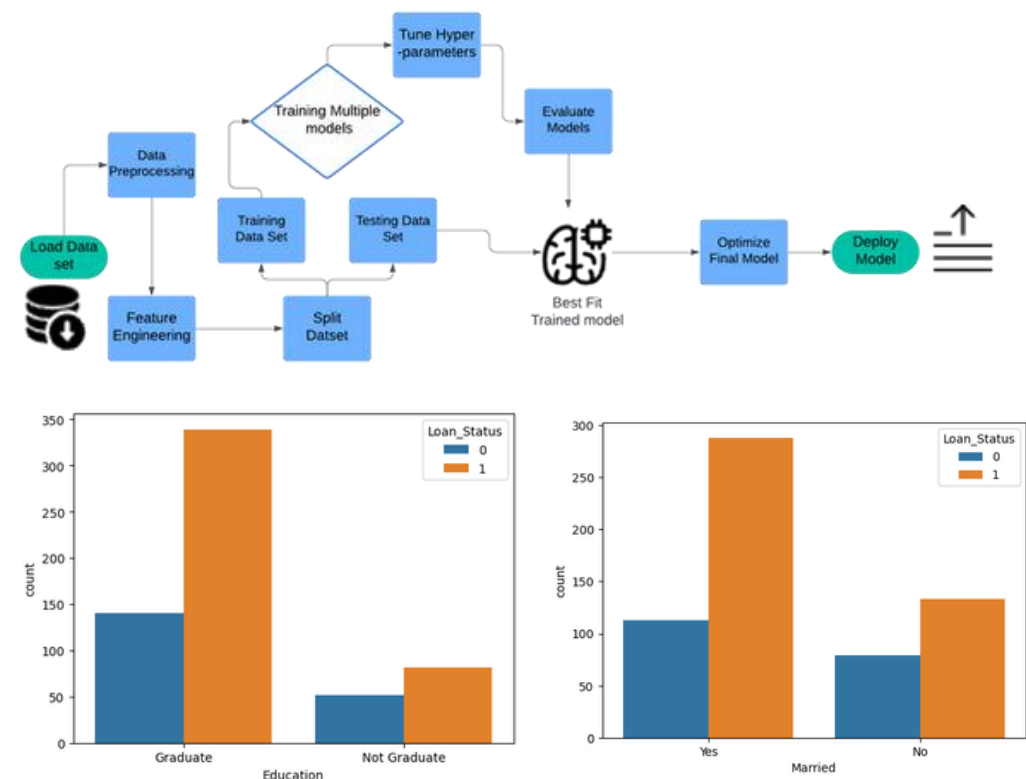 Tune Hyper
-parameters
Training Multiple
models
Evaluate
Models
Data
Preprocessing
Training
Data Set
Testing Data
Set
Load Data
set
Optimize
Final Model
Deploy
Model
Feature
Engineering
Split
Datset
Best Fit
Trained model
350
300
250
200
150
100
50
0
count
Loan_Status
0
1
Graduate
Not Graduate
Education
300
250
200
150
100
50
0
count
Loan_Status
0
1
Yes
No
Married